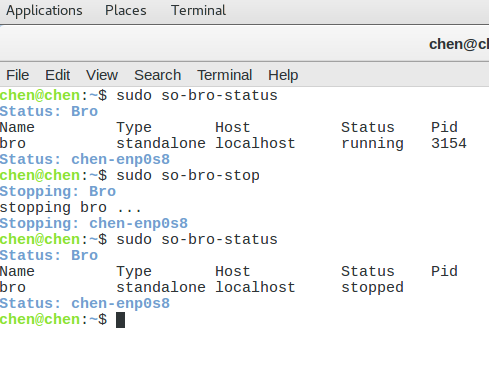 Applications Places Terminal
chen@cl
File Edit View Search Terminal Help
chen@chen:~$ sudo so-bro-status
Status: Bro
Name Type Host Status Pid
bro standalone localhost running 3154
Status: chen-enp0s8
chen@chen:~$ sudo so-bro-stop
Stopping: Bro
stopping bro ...
Stopping: chen-enp0s8
chen@chen:~$ sudo so-bro-status
Status: Bro
Name Type Host Status Pid
bro standalone localhost stopped
Status: chen-enp0s8
chen@chen:~$